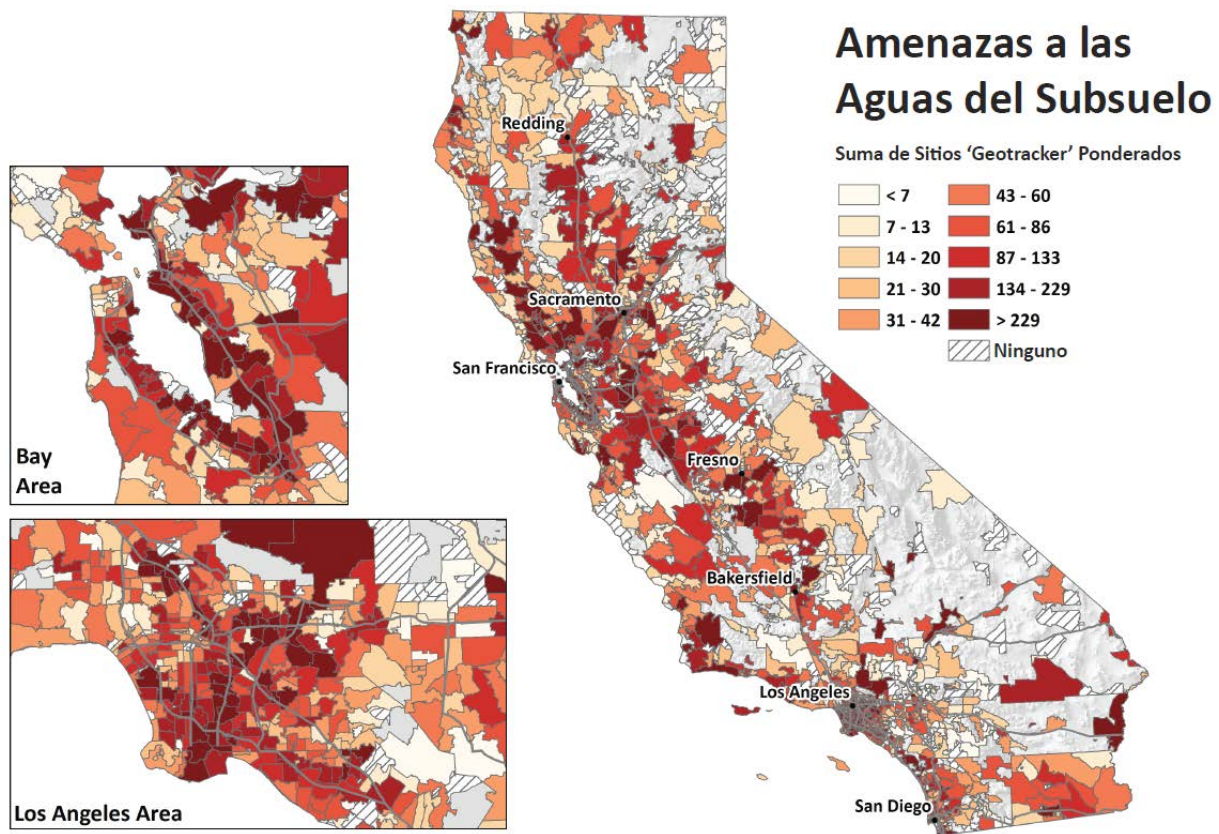 Amenazas a las
Aguas del Subsuelo
Suma de Sitios 'Geotracker' Ponderados
< 7
7 - 13
14 - 20
21 - 30
31 - 42
43 - 60
61 - 86
87 - 133
134 - 229
> 229
Ninguno
Redding
Sacramento
San Francisco
Fresno
Bakersfield
Los Angeles
San Diego
Bay
Area
Los Angeles Area